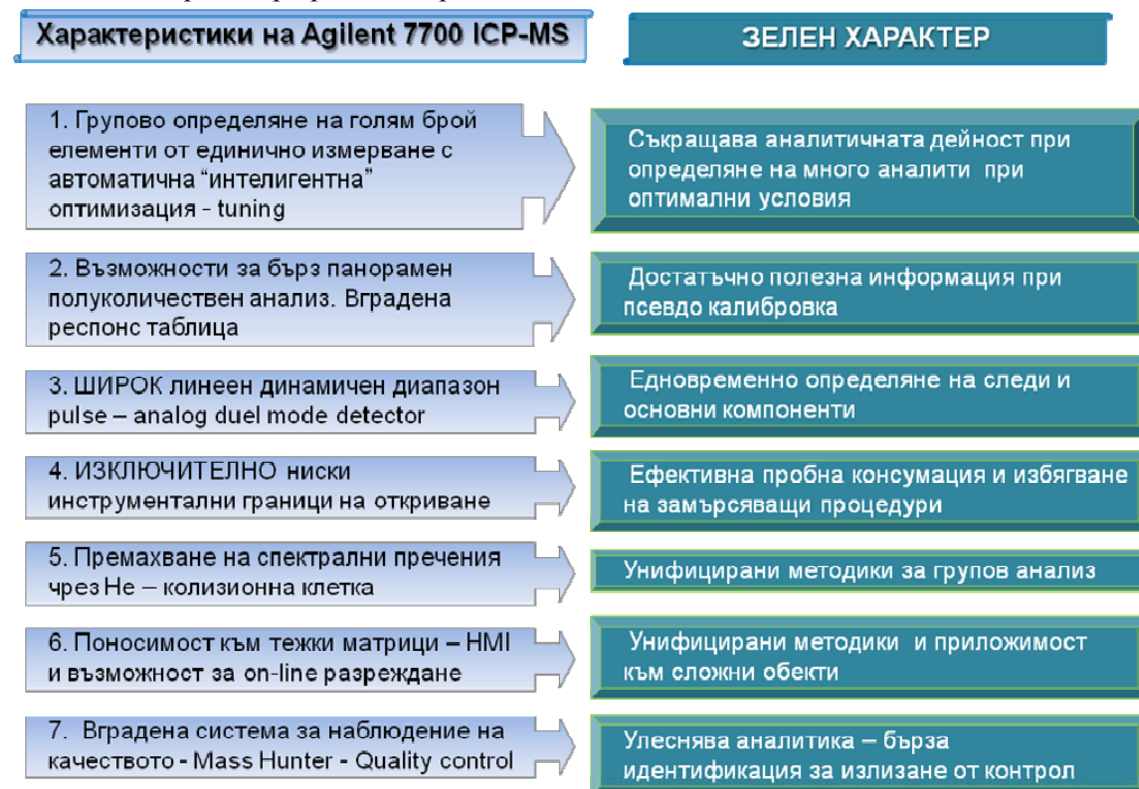 Характеристики на Agilent 7700 ICP-MS
ЗЕЛЕН ХАРАКТЕР
1. Групово определяне на голям брой
елементи от единично измерване с
автоматична “интелигентна”
оптимизация - tuning
Съкращава аналитичната дейност при
определяне на много аналити при
оптимални условия
2. Възможности за бърз панорамен
полуколичествен анализ. Вградена
респонс таблица
Достатъчно полезна информация при
псевдо калибровка
3. ШИРОК линеен динамичен диапазон
pulse – analog duel mode detector
Едновременно определяне на следи и
основни компоненти
4. ИЗКЛЮЧИТЕЛНО ниски
инструментални граници на откриване
Ефективна пробна консумация и избягване
на замърсяващи процедури
5. Премахване на спектрални пречения
чрез He – колизионна клетка
Унифицирани методики за групов анализ
6. Поносимост към тежки матрици – HMI
и възможност за on-line разреждане
Унифицирани методики и приложимост
към сложни обекти
7. Вградена система за наблюдение на
качеството - Mass Hunter - Quality control
Улеснява аналитика – бърза
идентификация за излизане от контрол